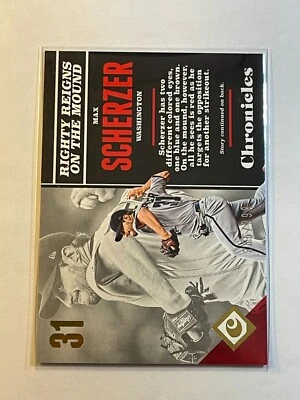 RIGHTY REIGNS
ON THE MOUND
MAX
SCHERZER
WASHINGTON
Scherzer has two
different colored eyes,
one blue and one brown.
On the mound, however,
all he sees is red as he
targets the opposition
for another strikeout.
Story continued on back.
Chronicles
31